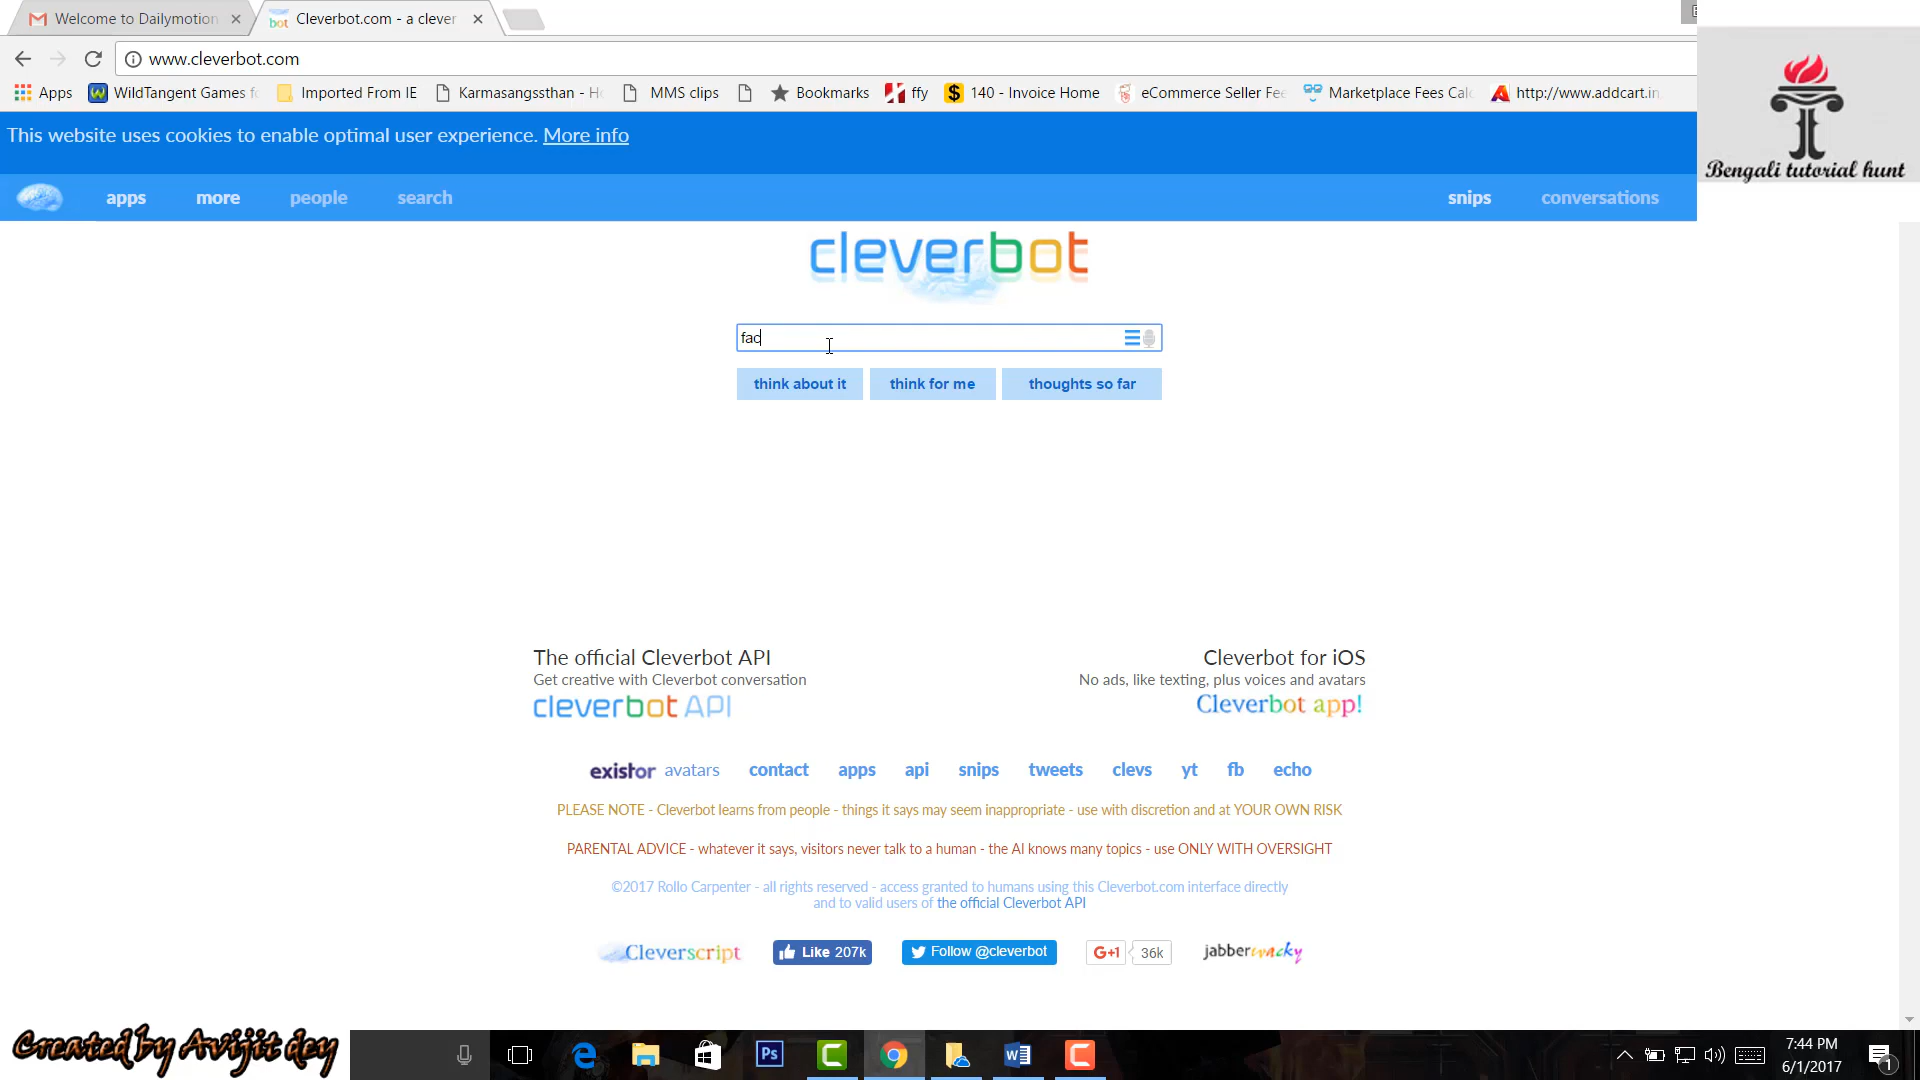 Welcome to Dailymotion
Cleverbot.com - a clever
www.cleverbot.com
Apps WildTangent Games fo Imported From IE Karmasangssthan - Ho MMS clips Bookmarks ffy 140 - Invoice Home eCommerce Seller Fee Marketplace Fees Calc http://www.addcart.in
This website uses cookies to enable optimal user experience. More info
Bengali tutorial hunt
apps more people search snips conversations
cleverbot
fac
think about it think for me thoughts so far
The official Cleverbot API
Get creative with Cleverbot conversation
cleverbot API
Cleverbot for iOS
No ads, like texting, plus voices and avatars
Cleverbot app!
existor avatars contact apps api snips tweets clevs yt fb echo
PLEASE NOTE - Cleverbot learns from people - things it says may seem inappropriate - use with discretion and at YOUR OWN RISK
PARENTAL ADVICE - whatever it says, visitors never talk to a human - the AI knows many topics - use ONLY WITH OVERSIGHT
©2017 Rollo Carpenter - all rights reserved - access granted to humans using this Cleverbot.com interface directly
and to valid users of the official Cleverbot API
Cleverscript Like 207k Follow @cleverbot G+1 36k jabberwacky
Created by Avijit dey
7:44 PM
6/1/2017
1